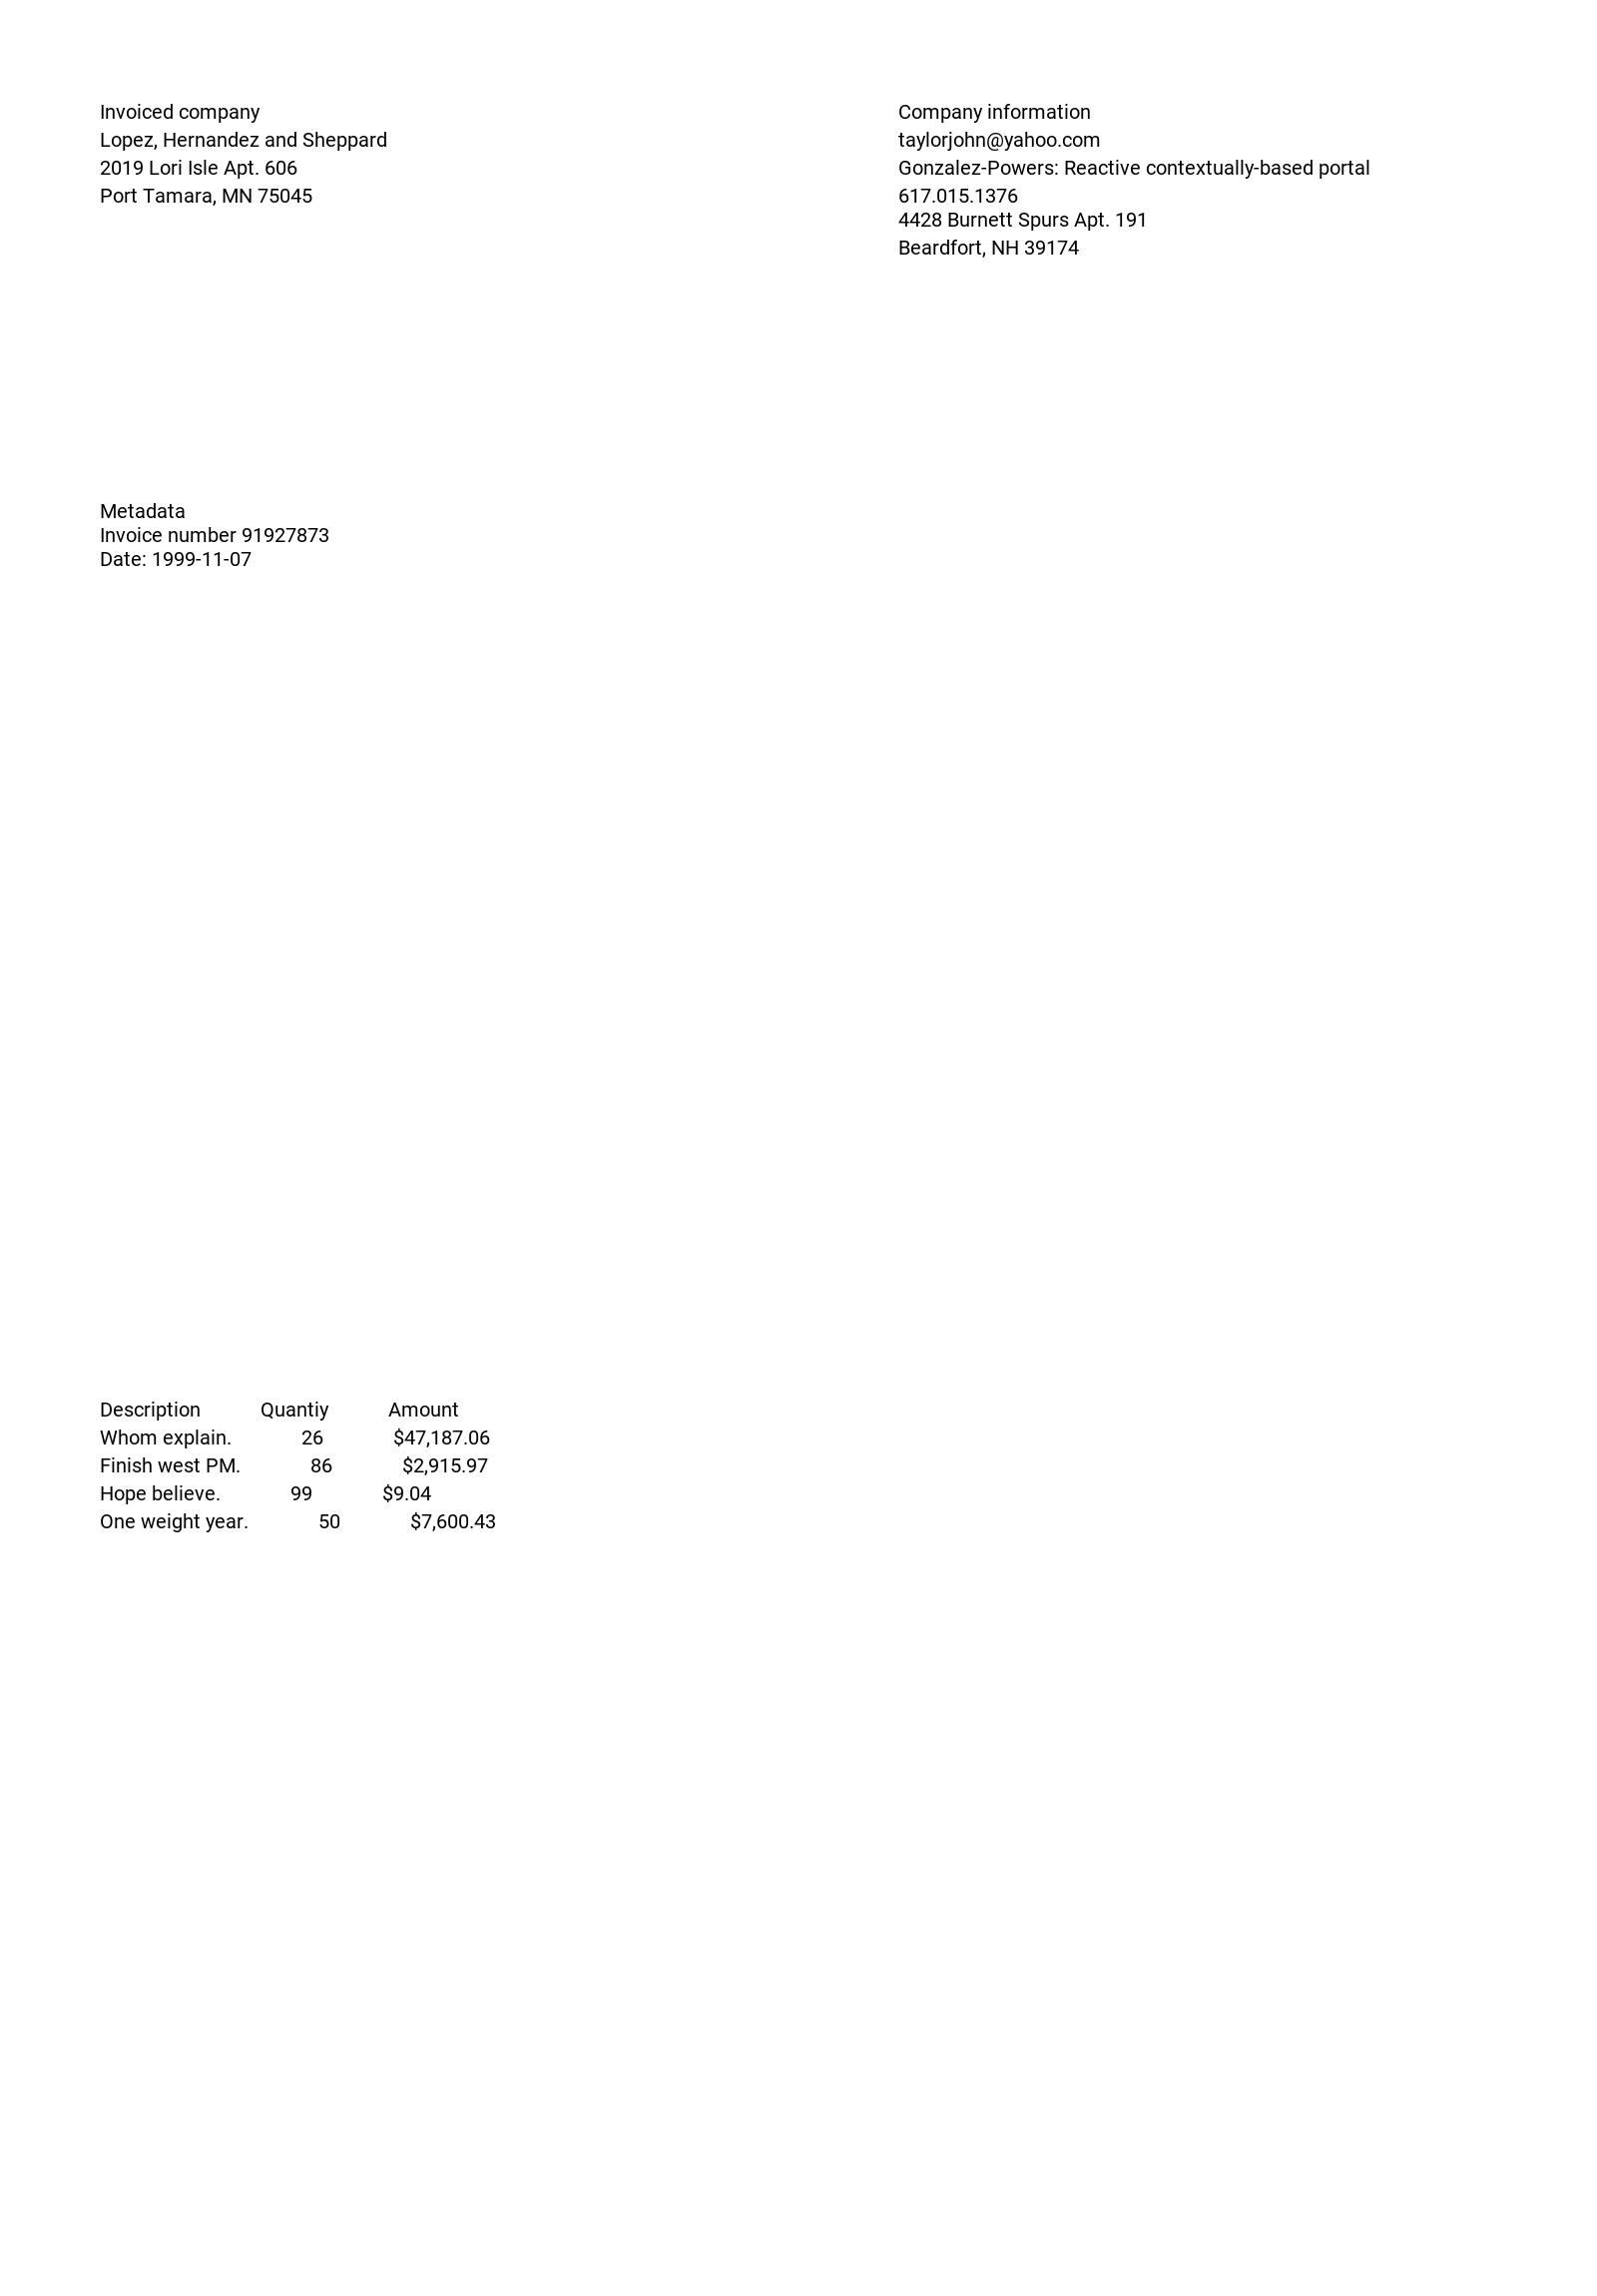 Invoiced company
Lopez, Hernandez and Sheppard
2019 Lori Isle Apt. 606
Port Tamara, MN 75045
Company information
taylorjohn@yahoo.com
Gonzalez-Powers: Reactive contextually-based portal
617.015.1376
4428 Burnett Spurs Apt. 191
Beardfort, NH 39174
Metadata
Invoice number 91927873
Date: 1999-11-07
Description Quantiy Amount
Whom explain. 26 $47,187.06
Finish west PM. 86 $2,915.97
Hope believe. 99 $9.04
One weight year. 50 $7,600.43